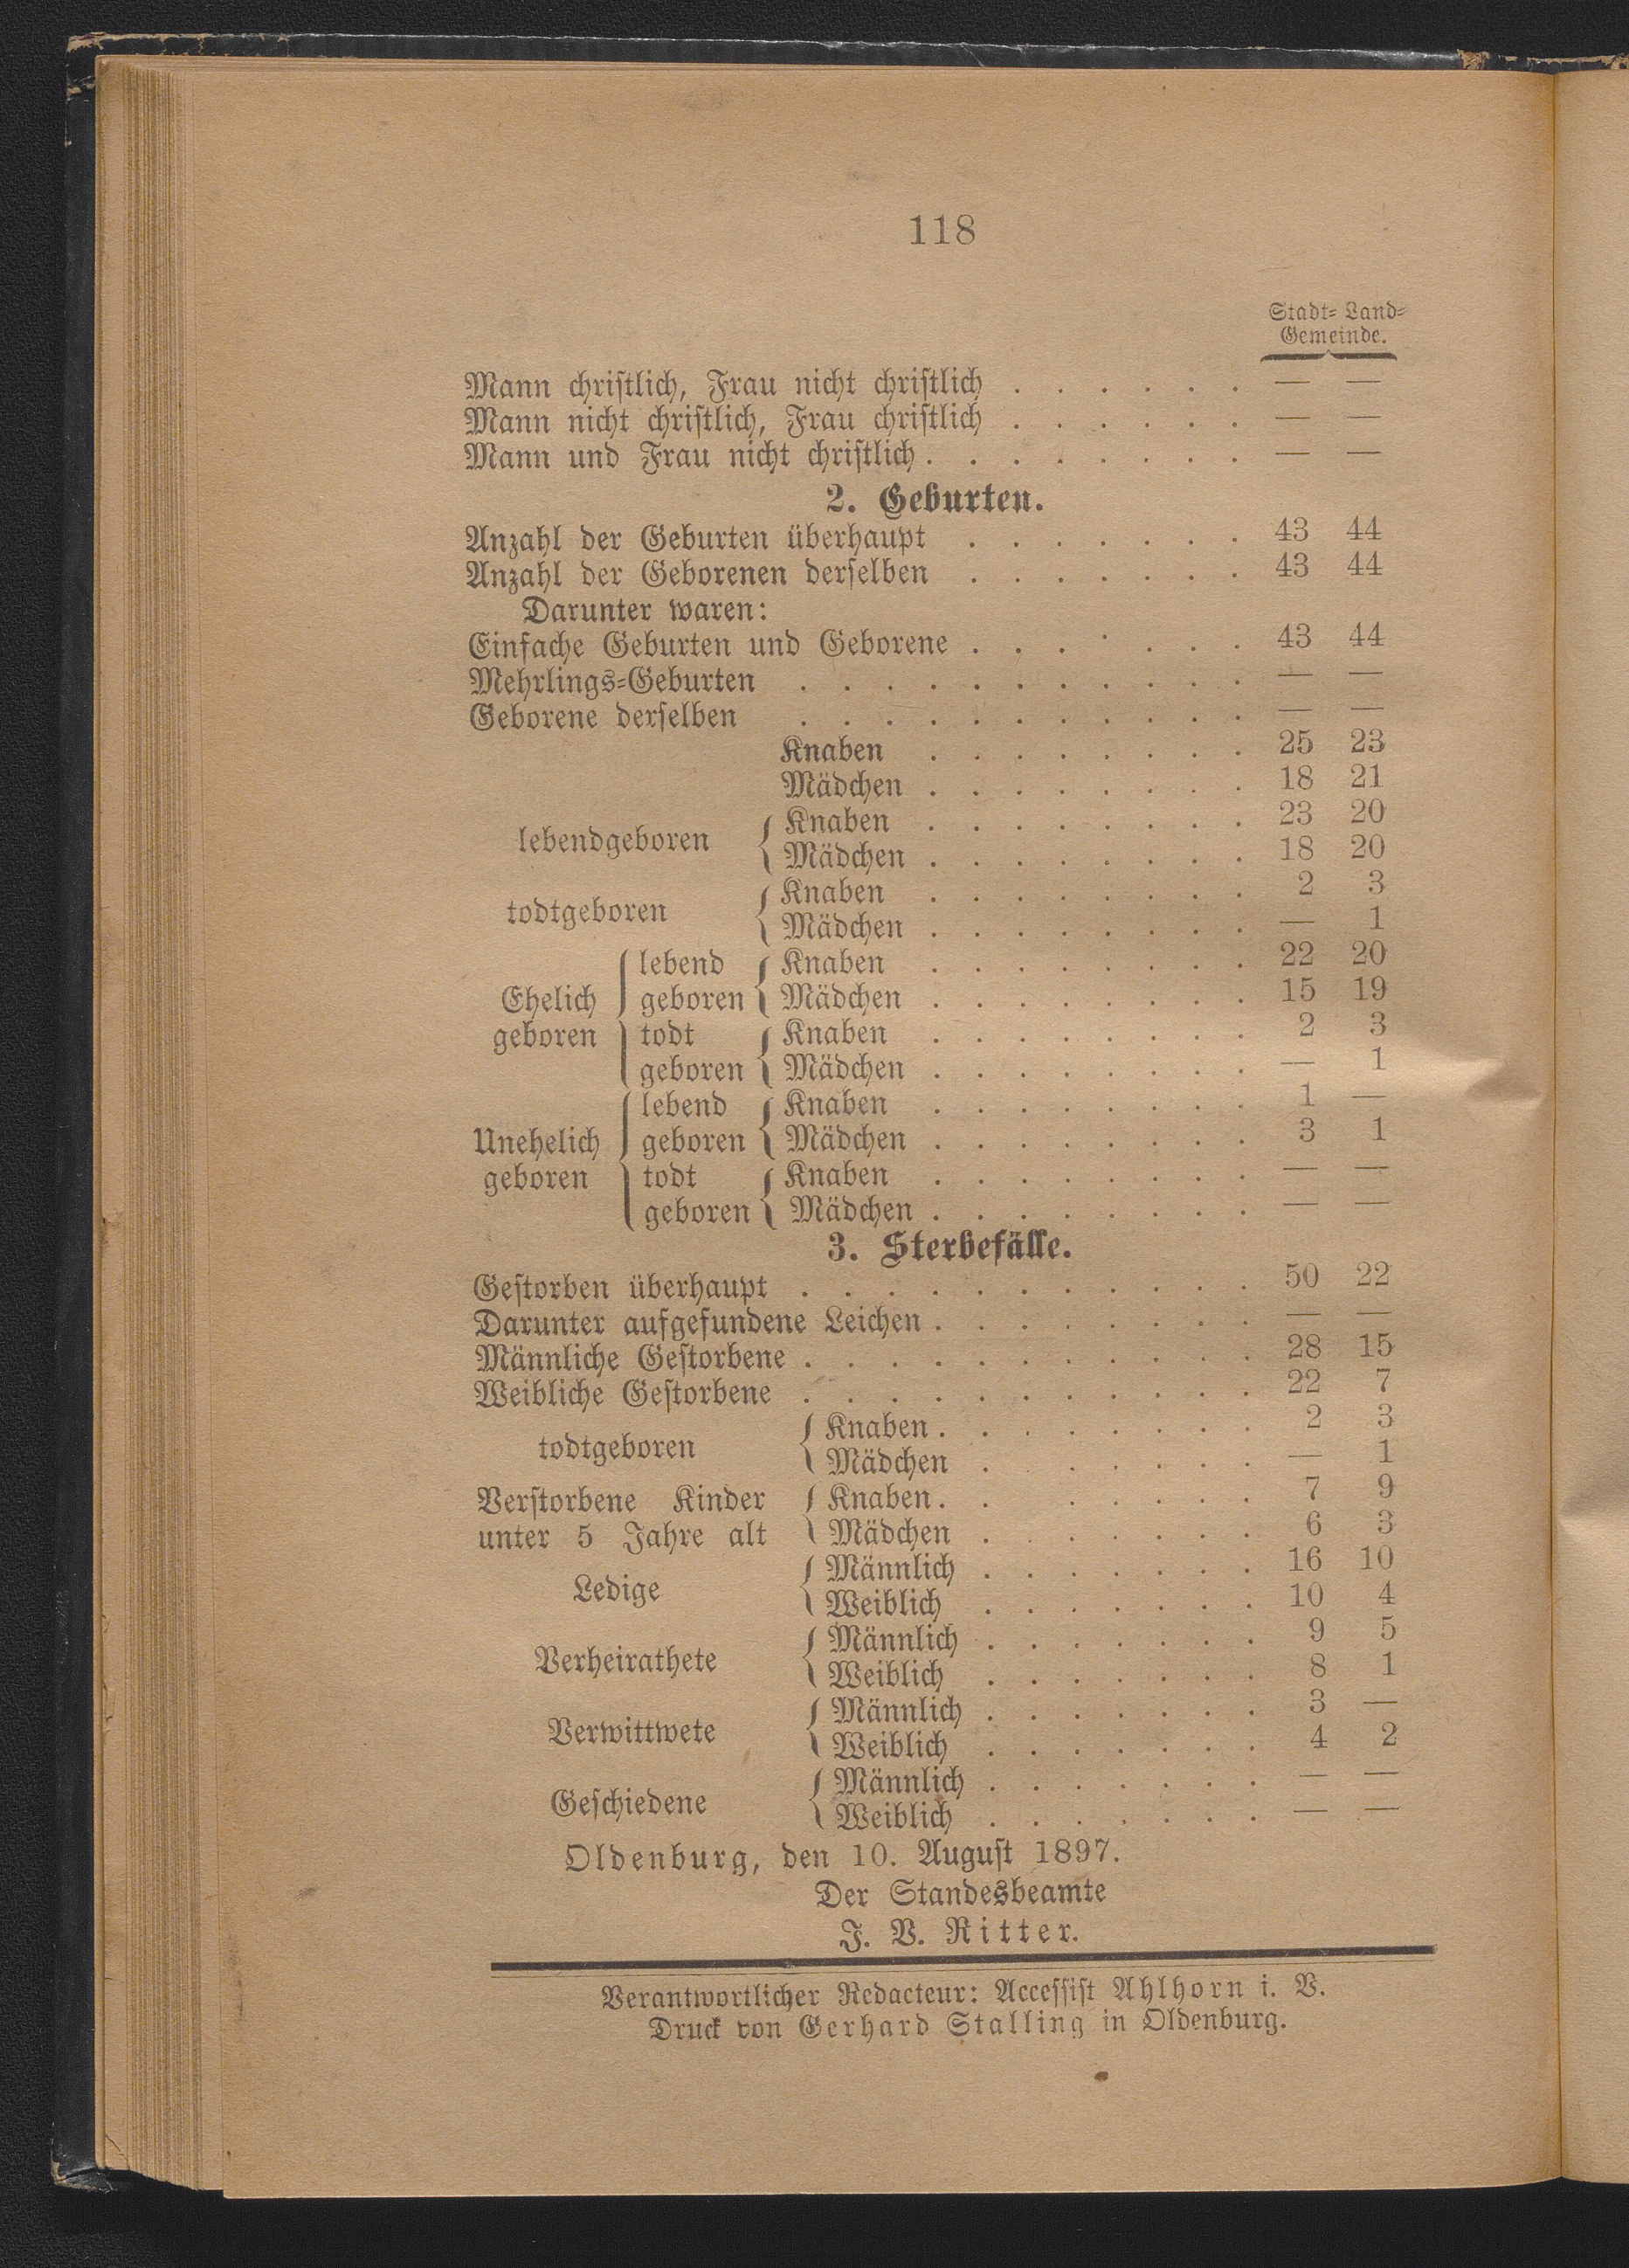 118
Stadt- Land-
Gemeinde.
Mann christlich, Frau nicht christlich . . . . . . — —
Mann nicht christlich, Frau christlich . . . . . . — —
Mann und Frau nicht christlich . . . . . . . . — —
2. Geburten.
Anzahl der Geburten überhaupt . . . . . . . 43 44
Anzahl der Geborenen derselben . . . . . . . 43 44
Darunter waren:
Einfache Geburten und Geborene . . . . . . 43 44
Mehrlings-Geburten . . . . . . . . . . . — —
Geborene derselben . . . . . . . . . . . — —
Knaben . . . . . . . . 25 23
Mädchen . . . . . . . . 18 21
lebendgeboren { Knaben . . . . . . . . 23 20
Mädchen . . . . . . . . 18 20
todtgeboren { Knaben . . . . . . . . 2 3
Mädchen . . . . . . . . — 1
Ehelich geboren { lebend geboren { Knaben . . . . . . . . 22 20
Mädchen . . . . . . . . 15 19
todt geboren { Knaben . . . . . . . . 2 3
Mädchen . . . . . . . . — 1
Unehelich geboren { lebend geboren { Knaben . . . . . . . . 1 —
Mädchen . . . . . . . . 3 1
todt geboren { Knaben . . . . . . . . — —
Mädchen . . . . . . . . — —
3. Sterbefälle.
Gestorben überhaupt . . . . . . . . . . . 50 22
Darunter aufgefundene Leichen . . . . . . . . — —
Männliche Gestorbene . . . . . . . . . . . 28 15
Weibliche Gestorbene . . . . . . . . . . . 22 7
todtgeboren { Knaben . . . . . . . . 2 3
Mädchen . . . . . . . — 1
Verstorbene Kinder { Knaben . . . . . . . 7 9
unter 5 Jahre alt Mädchen . . . . . . . 6 3
Ledige { Männlich . . . . . . . 16 10
Weiblich . . . . . . . 10 4
Verheirathete { Männlich . . . . . . . 9 5
Weiblich . . . . . . . 8 1
Verwittwete { Männlich . . . . . . . 3 —
Weiblich . . . . . . . 4 2
Geschiedene { Männlich . . . . . . . — —
Weiblich . . . . . . . — —
Oldenburg, den 10. August 1897.
Der Standesbeamte
J. V. Ritter.
Verantwortlicher Redacteur: Accessist Ahlhorn i. V.
Druck von Gerhard Stalling in Oldenburg.